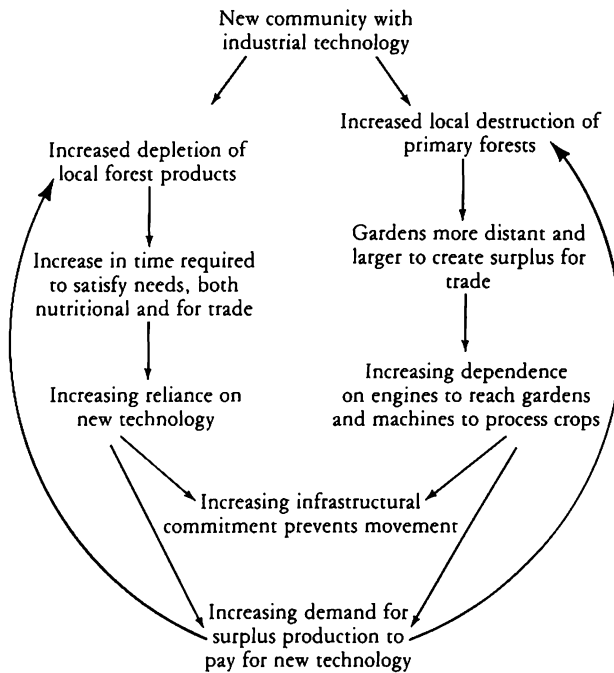 New community with
industrial technology
Increased depletion of
local forest products
Increased local destruction of
primary forests
Increase in time required
to satisfy needs, both
nutritional and for trade
Gardens more distant and
larger to create surplus for
trade
Increasing reliance on
new technology
Increasing dependence
on engines to reach gardens
and machines to process crops
Increasing infrastructural
commitment prevents movement
Increasing demand for
surplus production to
pay for new technology